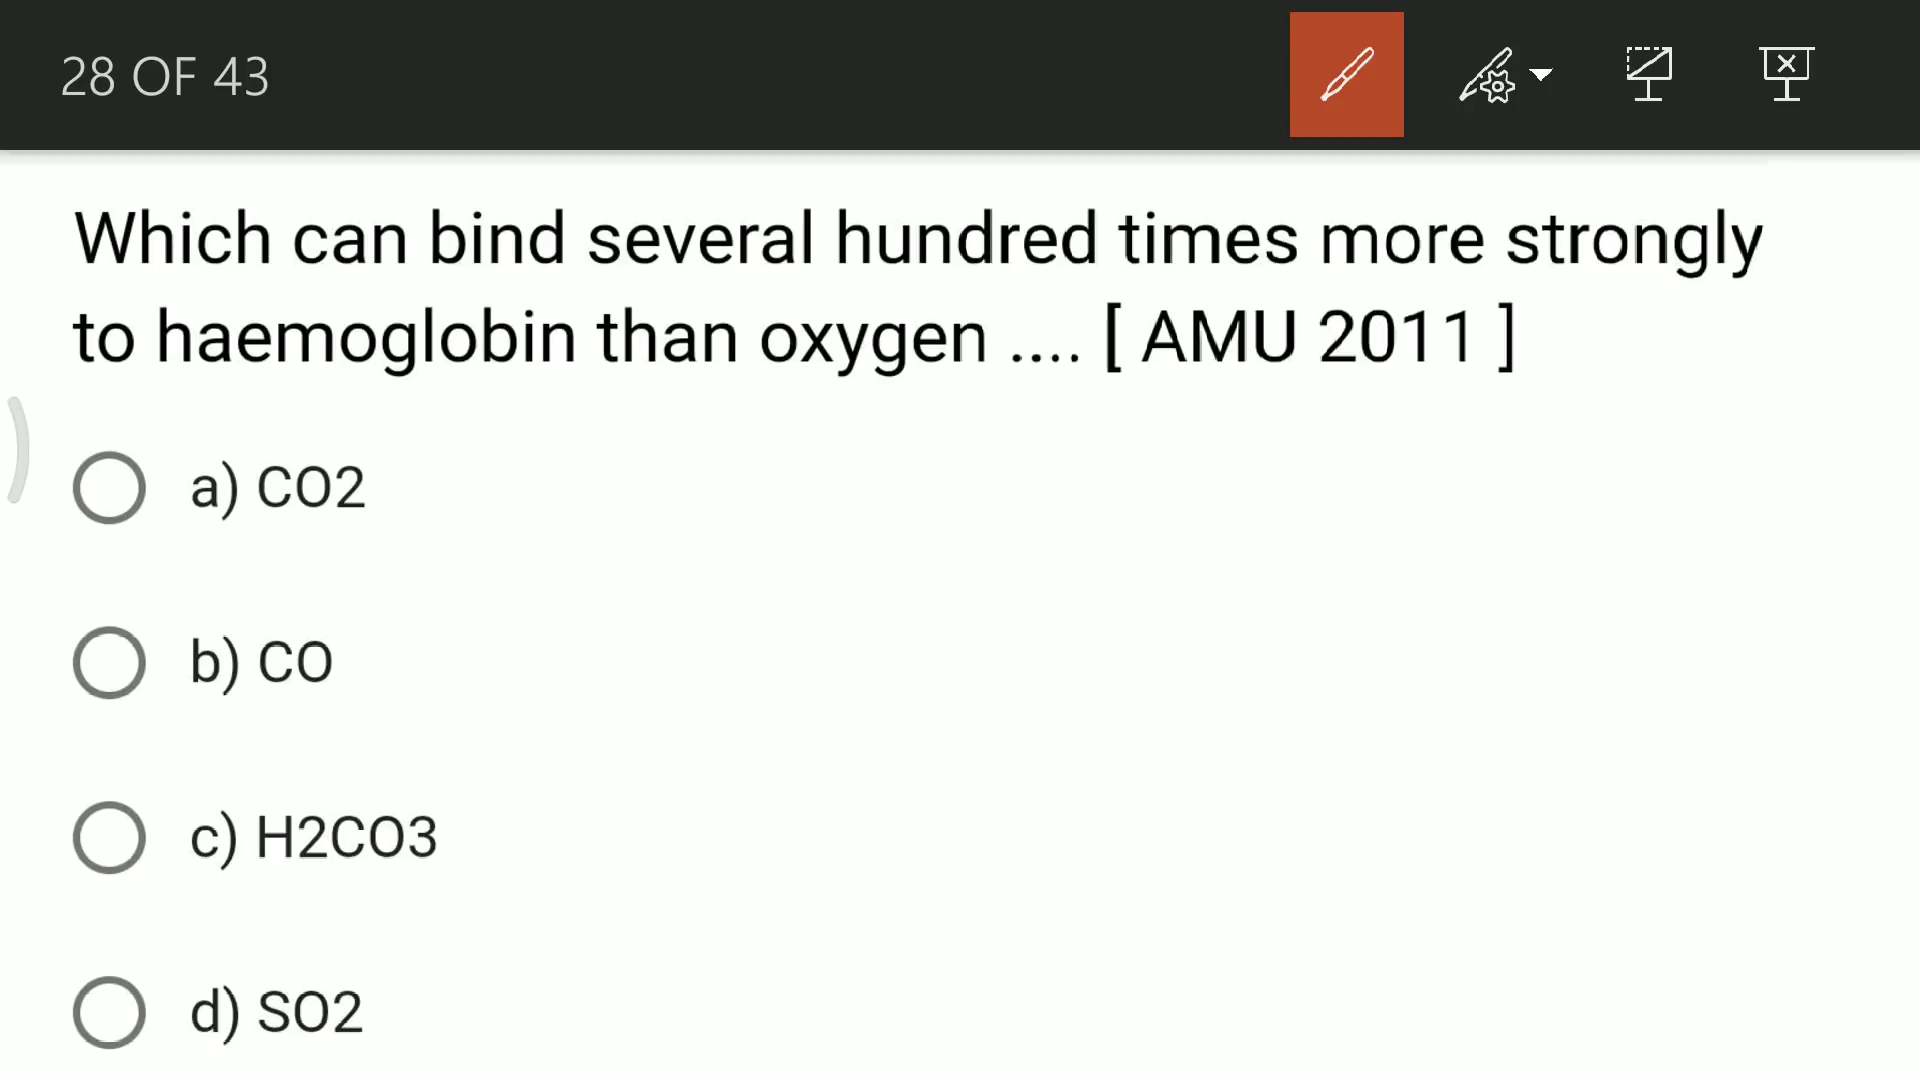 28 OF 43
Which can bind several hundred times more strongly
to haemoglobin than oxygen .... [ AMU 2011 ]
a) CO2
b) CO
c) H2CO3
d) SO2